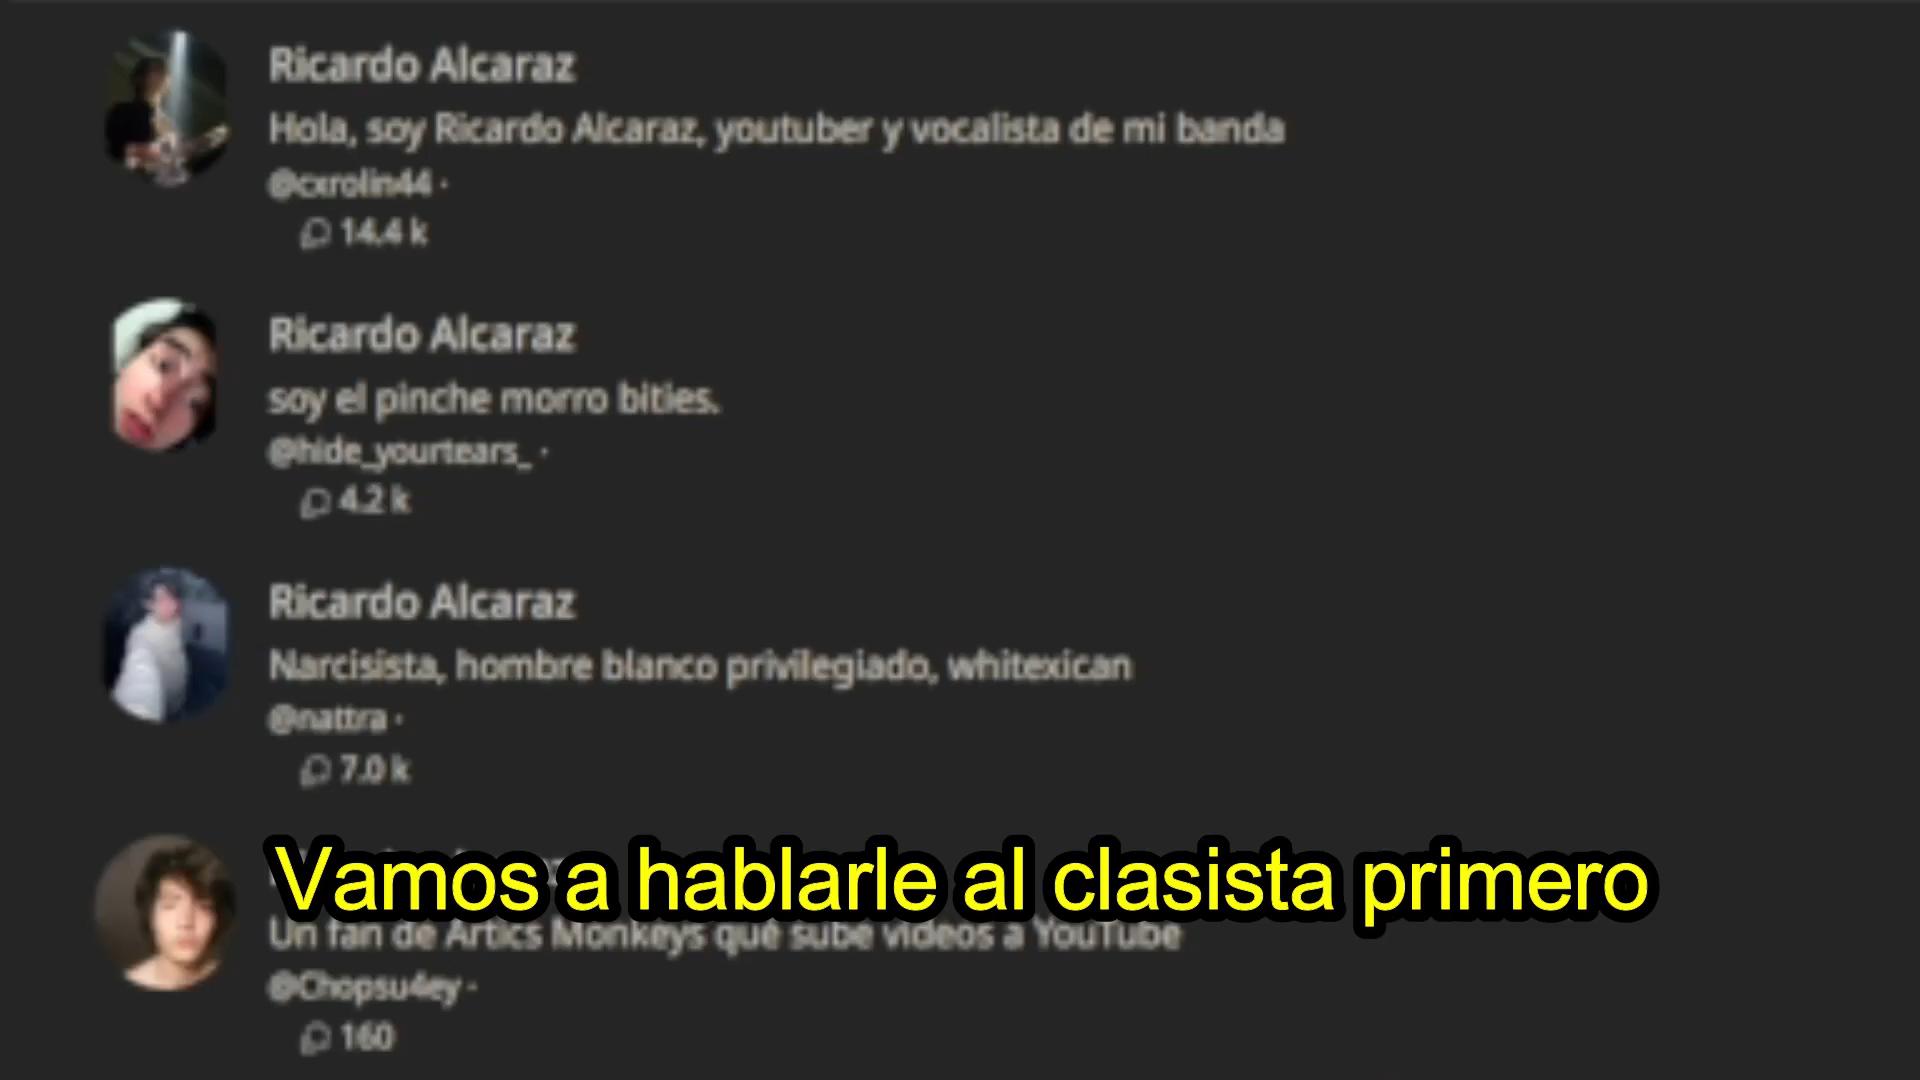 Ricardo Alcaraz
Hola, soy Ricardo Alcaraz, youtuber y vocalista de mi banda
@cxrolin44 ·
14.4 k
Ricardo Alcaraz
soy el pinche morro bitles.
@hide_yourtears_ ·
4.2 k
Ricardo Alcaraz
Narcisista, hombre blanco privilegiado, whitexican
@nattra ·
7.0 k
Vamos a hablarle al clasista primero
Un fan de Artics Monkeys que sube videos a YouTube
@Chopsu4ey ·
160